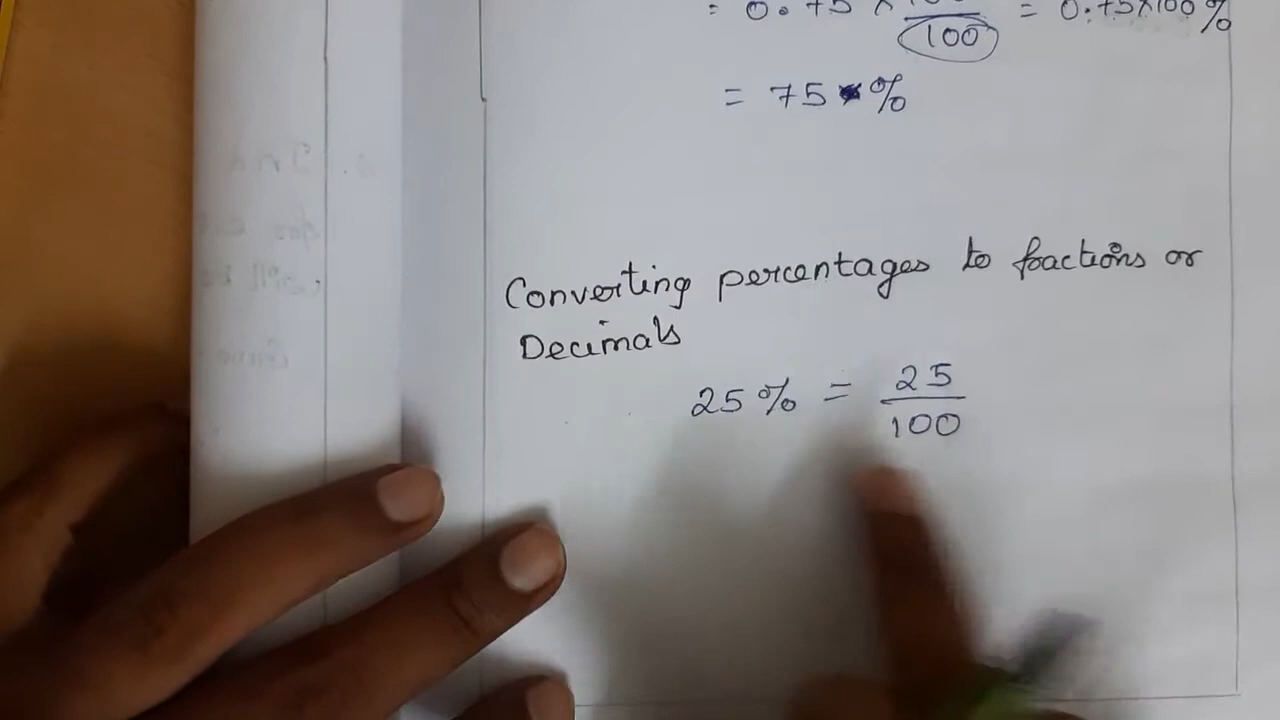 = 0.75 × 100/100 = 0.75×100%
= 75 %
Converting percentages to fractions or
Decimals
25% = 25/100